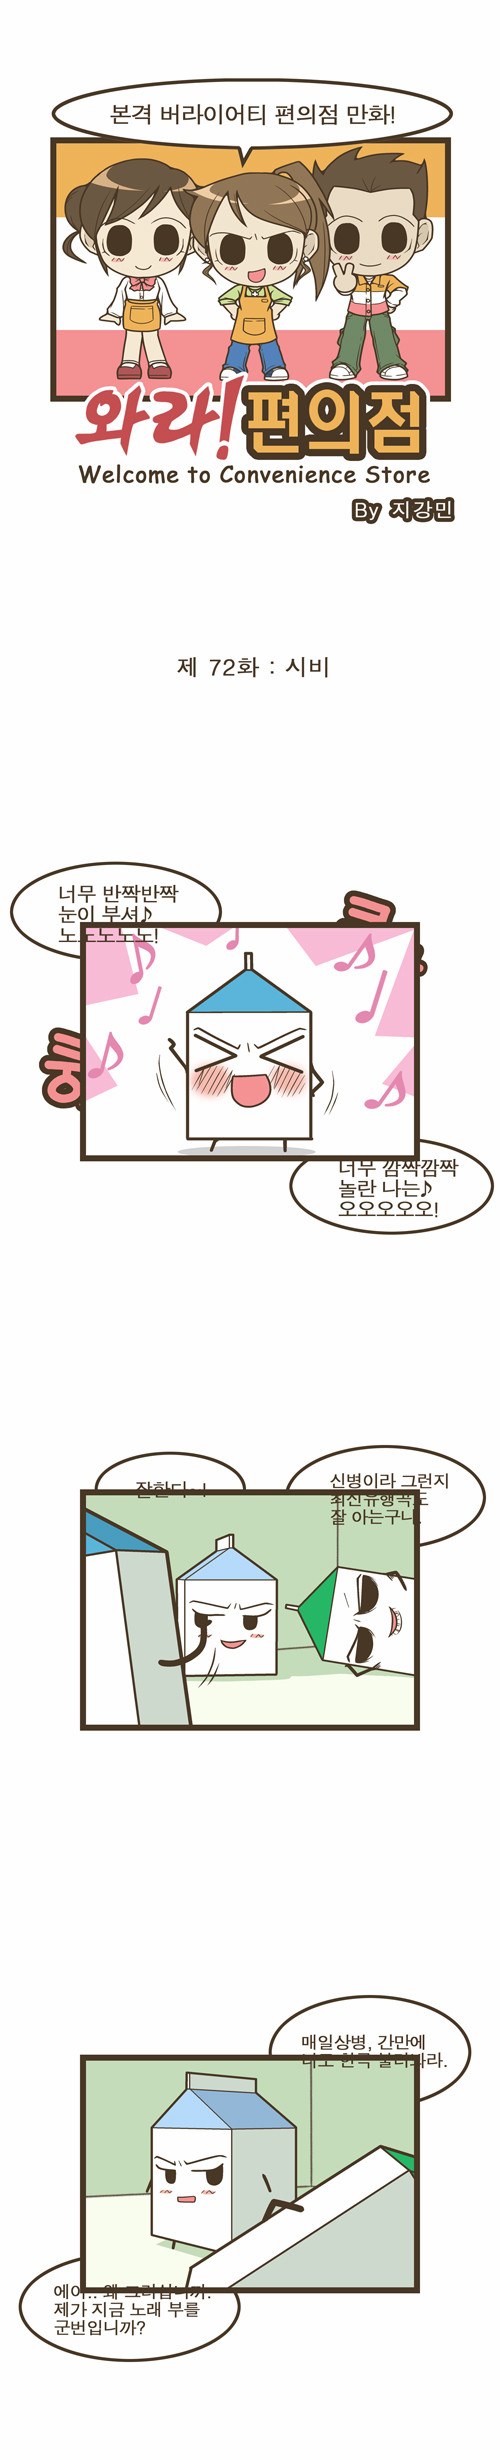 본격 버라이어티 편의점 만화!
와라! 편의점
Welcome to Convenience Store
By 지강민
제 72화 : 시비
너무 반짝반짝
눈이 부셔♪
노노노노노!
너무 깜짝깜짝
놀란 나는♪
오오오오오!
잘한다~!
신병이라 그런지
최신유행곡도
잘 아는구나.
매일상병, 간만에
너도 한곡 불러봐라.
에이.. 왜 그러십니까.
제가 지금 노래 부를
군번입니까?